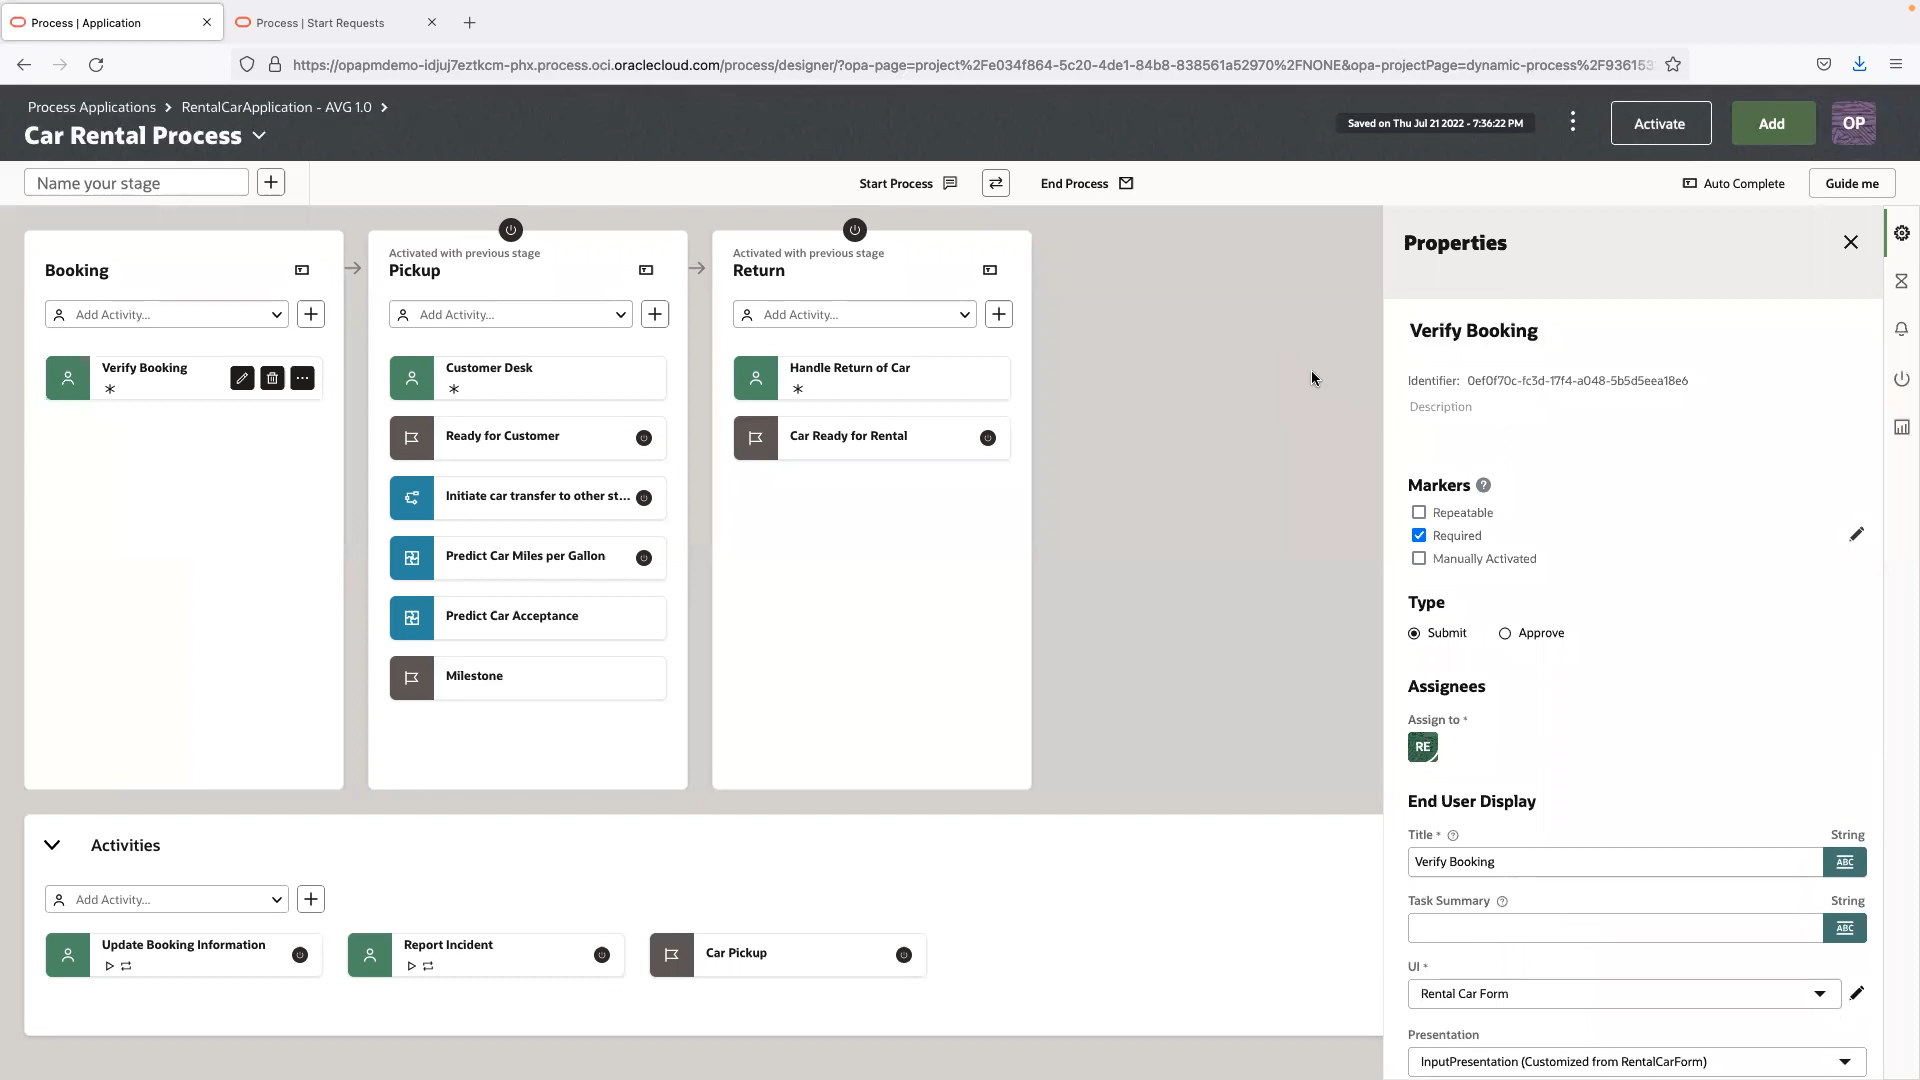 Process | Application
Process | Start Requests
https://opapmdemo-idjuj7eztkcm-phx.process.oci.oraclecloud.com/process/designer/?opa-page=project%2Fe034f864-5c20-4de1-84b8-838561a52970%2FNONE&opa-projectPage=dynamic-process%2F936153
Process Applications > RentalCarApplication - AVG 1.0 >
Car Rental Process
Saved on Thu Jul 21 2022 - 7:36:22 PM
Activate
Add
OP
Name your stage
Start Process
End Process
Auto Complete
Guide me
Booking
Add Activity...
Verify Booking
Activated with previous stage
Pickup
Add Activity...
Customer Desk
Ready for Customer
Initiate car transfer to other st...
Predict Car Miles per Gallon
Predict Car Acceptance
Milestone
Activated with previous stage
Return
Add Activity...
Handle Return of Car
Car Ready for Rental
Activities
Add Activity...
Update Booking Information
Report Incident
Car Pickup
Properties
Verify Booking
Identifier: 0ef0f70c-fc3d-17f4-a048-5b5d5eea18e6
Description
Markers
Repeatable
Required
Manually Activated
Type
Submit
Approve
Assignees
Assign to *
RE
End User Display
Title * String
Verify Booking ABC
Task Summary String
ABC
UI *
Rental Car Form
Presentation
InputPresentation (Customized from RentalCarForm)